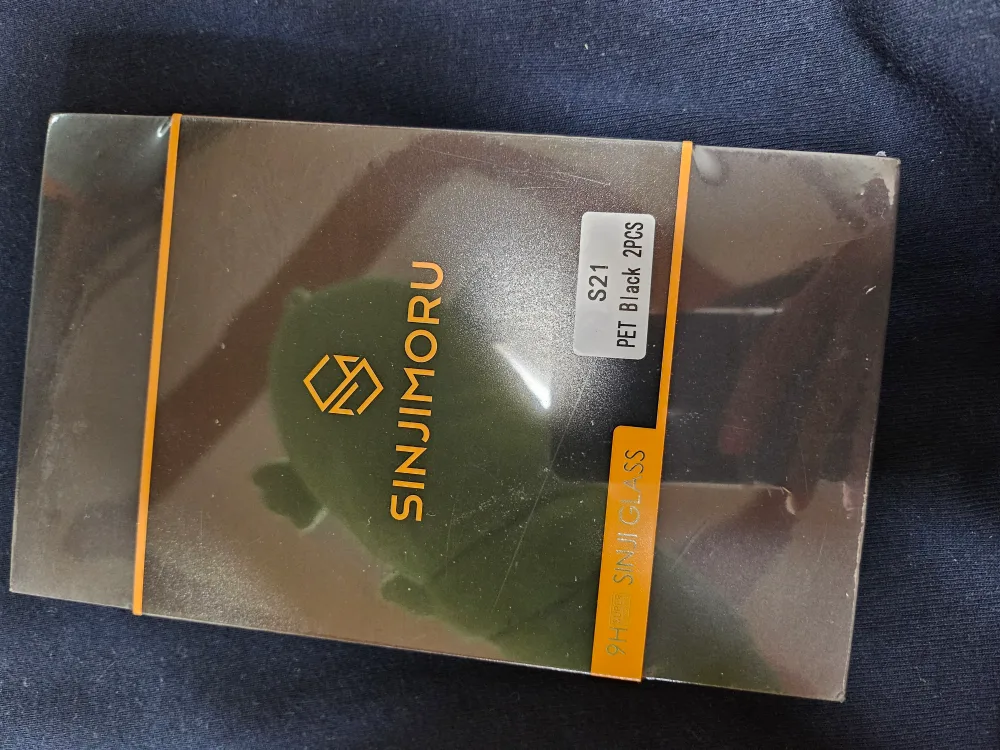 SINJIMORU
S21
PET Black 2PCS
9H SINJI GLASS